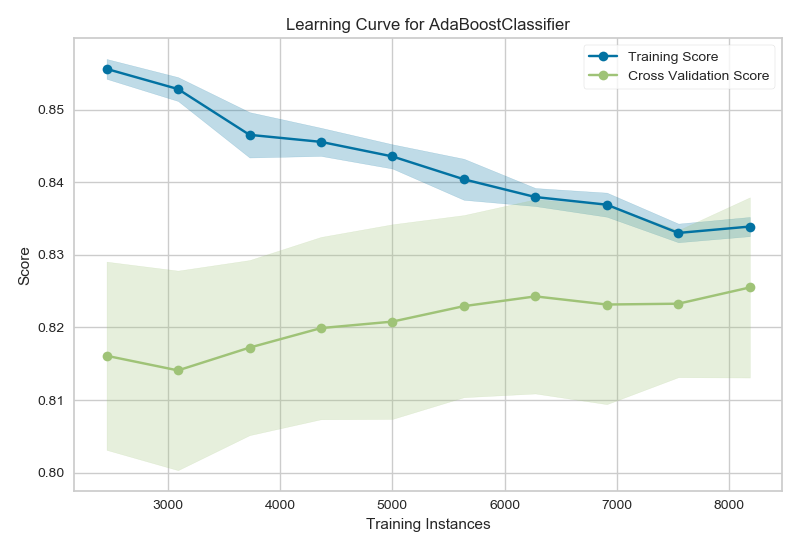 Learning Curve for AdaBoostClassifier
Training Score
Cross Validation Score
0.85
0.84
0.83
0.82
0.81
0.80
Score
3000 4000 5000 6000 7000 8000
Training Instances